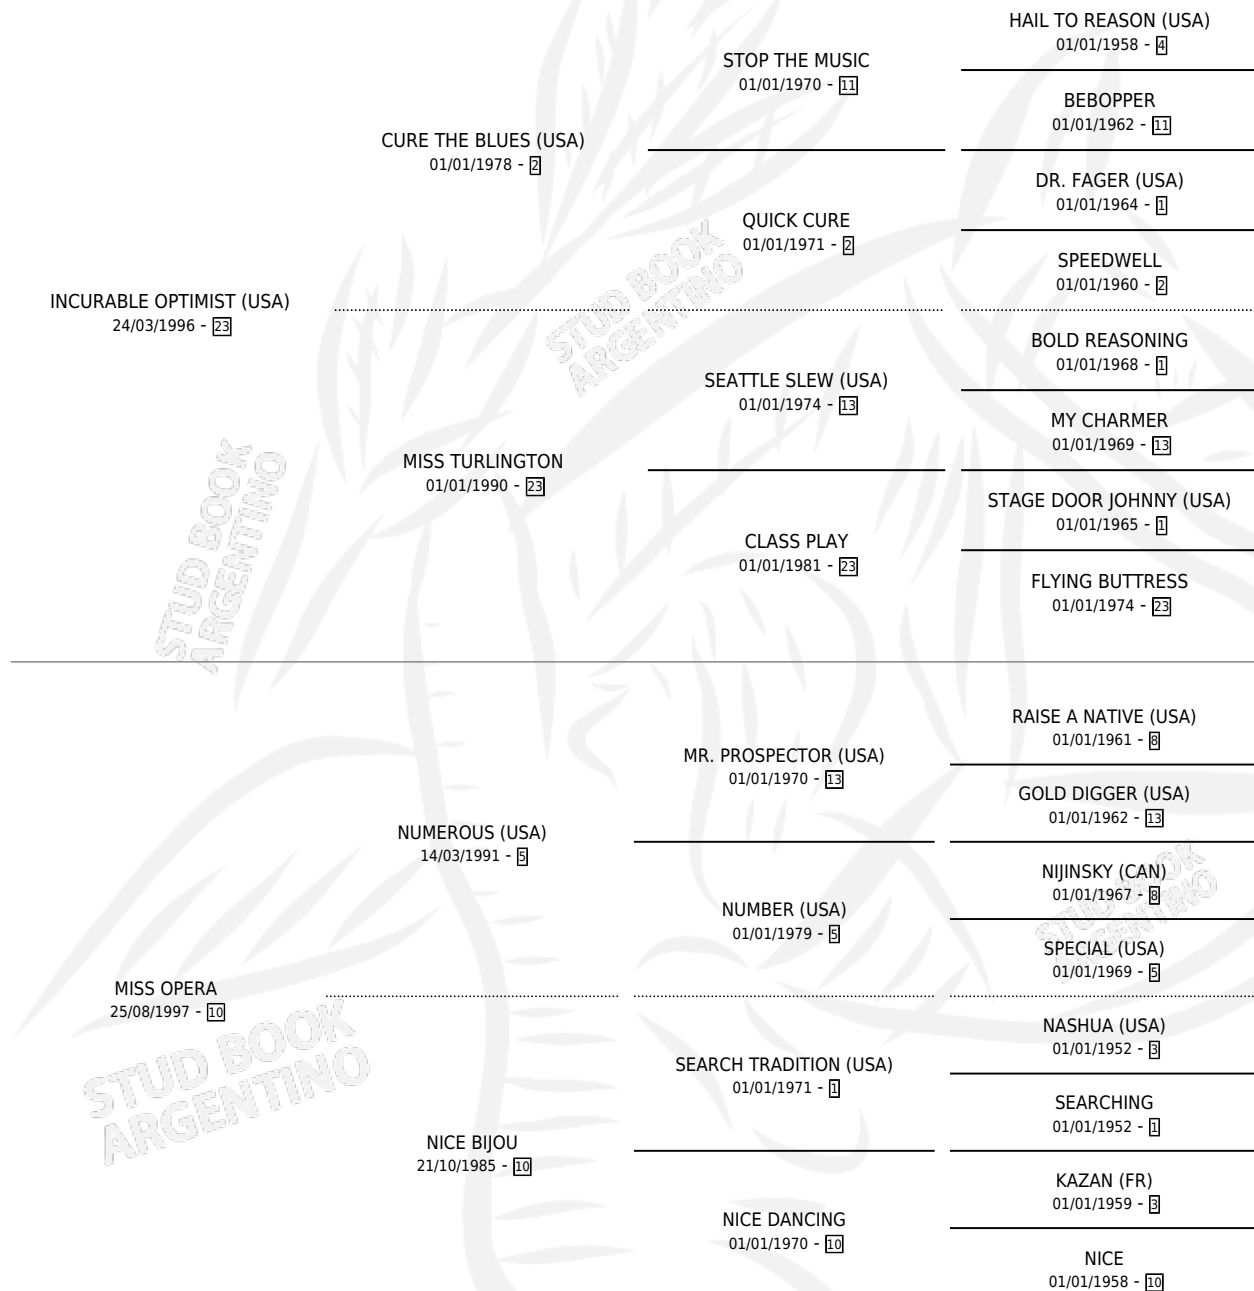 HAIL TO REASON (USA)
01/01/1958 - 4
STOP THE MUSIC
01/01/1970 - 11
BEBOPPER
01/01/1962 - 11
CURE THE BLUES (USA)
01/01/1978 - 2
DR. FAGER (USA)
01/01/1964 - 1
QUICK CURE
01/01/1971 - 2
SPEEDWELL
01/01/1960 - 2
INCURABLE OPTIMIST (USA)
24/03/1996 - 23
BOLD REASONING
01/01/1968 - 1
SEATTLE SLEW (USA)
01/01/1974 - 13
MY CHARMER
01/01/1969 - 13
MISS TURLINGTON
01/01/1990 - 23
STAGE DOOR JOHNNY (USA)
01/01/1965 - 1
CLASS PLAY
01/01/1981 - 23
FLYING BUTTRESS
01/01/1974 - 23
RAISE A NATIVE (USA)
01/01/1961 - 8
MR. PROSPECTOR (USA)
01/01/1970 - 13
GOLD DIGGER (USA)
01/01/1962 - 13
NUMEROUS (USA)
14/03/1991 - 5
NIJINSKY (CAN)
01/01/1967 - 8
NUMBER (USA)
01/01/1979 - 5
SPECIAL (USA)
01/01/1969 - 5
MISS OPERA
25/08/1997 - 10
NASHUA (USA)
01/01/1952 - 3
SEARCH TRADITION (USA)
01/01/1971 - 1
SEARCHING
01/01/1952 - 1
NICE BIJOU
21/10/1985 - 10
KAZAN (FR)
01/01/1959 - 3
NICE DANCING
01/01/1970 - 10
NICE
01/01/1958 - 10
STUD BOOK
ARGENTINO
STUD BOOK
ARGENTINO
STUD BOOK
ARGENTINO
STUD BOOK
ARGENTINO